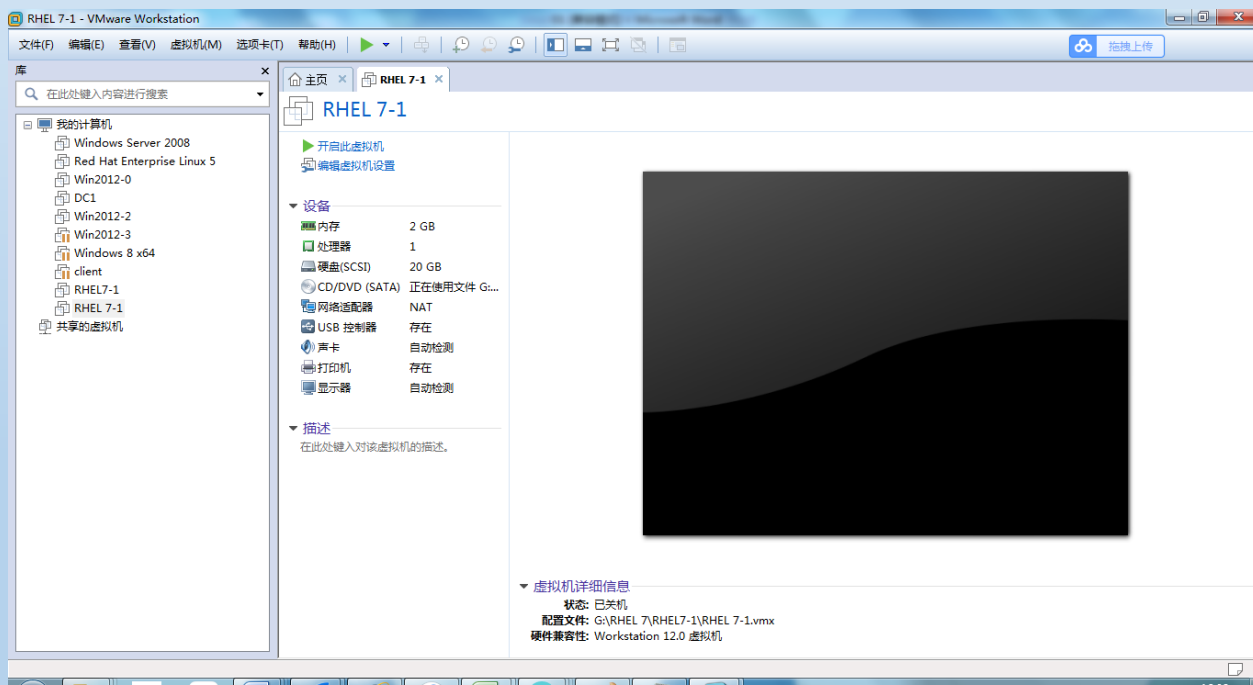 RHEL 7-1 - VMware Workstation
文件(F) 编辑(E) 查看(V) 虚拟机(M) 选项卡(T) 帮助(H)
拖拽上传
库
在此处键入内容进行搜索
我的计算机
Windows Server 2008
Red Hat Enterprise Linux 5
Win2012-0
DC1
Win2012-2
Win2012-3
Windows 8 x64
client
RHEL7-1
RHEL 7-1
共享的虚拟机
主页 RHEL 7-1
RHEL 7-1
开启此虚拟机
编辑虚拟机设置
设备
内存 2 GB
处理器 1
硬盘(SCSI) 20 GB
CD/DVD (SATA) 正在使用文件 G:...
网络适配器 NAT
USB 控制器 存在
声卡 自动检测
打印机 存在
显示器 自动检测
描述
在此处键入对该虚拟机的描述。
虚拟机详细信息
状态: 已关机
配置文件: G:\RHEL 7\RHEL7-1\RHEL 7-1.vmx
硬件兼容性: Workstation 12.0 虚拟机